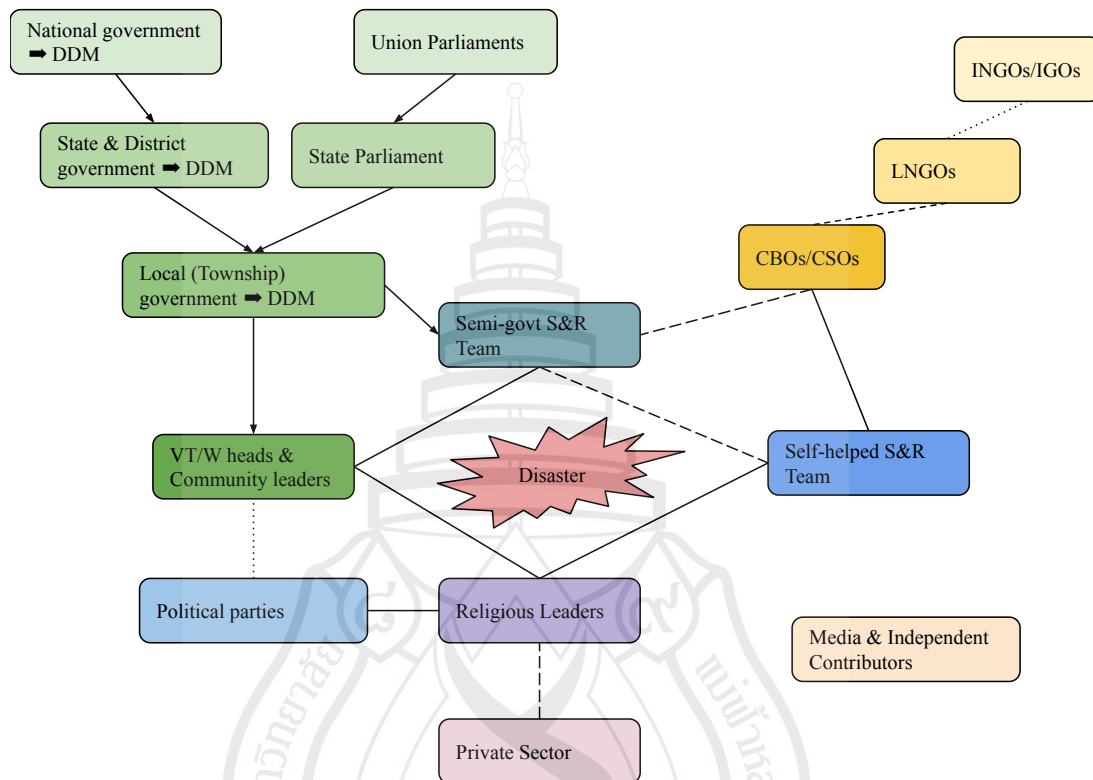 National government
➡ DDM
Union Parliaments
INGOs/IGOs
State & District
government ➡ DDM
State Parliament
LNGOs
Local (Township)
government ➡ DDM
CBOs/CSOs
Semi-govt S&R
Team
VT/W heads &
Community leaders
Disaster
Self-helped S&R
Team
Political parties
Religious Leaders
Media & Independent
Contributors
Private Sector